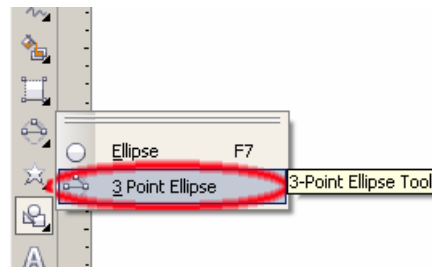 Ellipse F7
3 Point Ellipse
3-Point Ellipse Tool
A